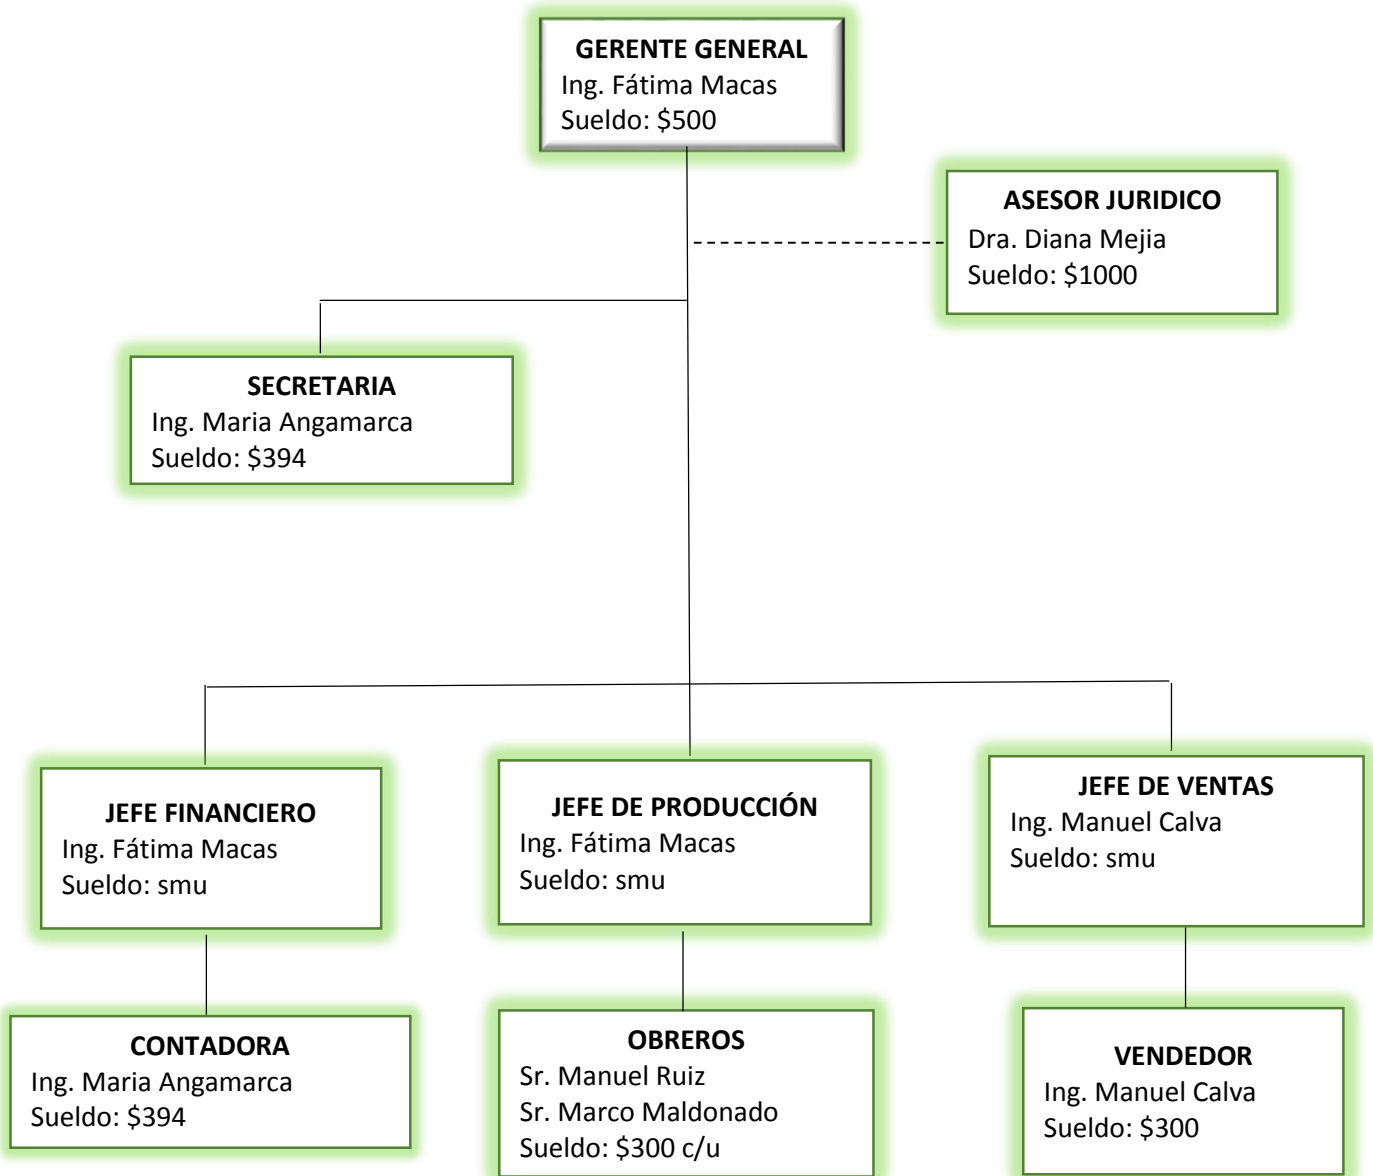 GERENTE GENERAL
Ing. Fátima Macas
Sueldo: $500
ASESOR JURIDICO
Dra. Diana Mejia
Sueldo: $1000
SECRETARIA
Ing. Maria Angamarca
Sueldo: $394
JEFE FINANCIERO
Ing. Fátima Macas
Sueldo: smu
JEFE DE PRODUCCIÓN
Ing. Fátima Macas
Sueldo: smu
JEFE DE VENTAS
Ing. Manuel Calva
Sueldo: smu
CONTADORA
Ing. Maria Angamarca
Sueldo: $394
OBREROS
Sr. Manuel Ruiz
Sr. Marco Maldonado
Sueldo: $300 c/u
VENDEDOR
Ing. Manuel Calva
Sueldo: $300